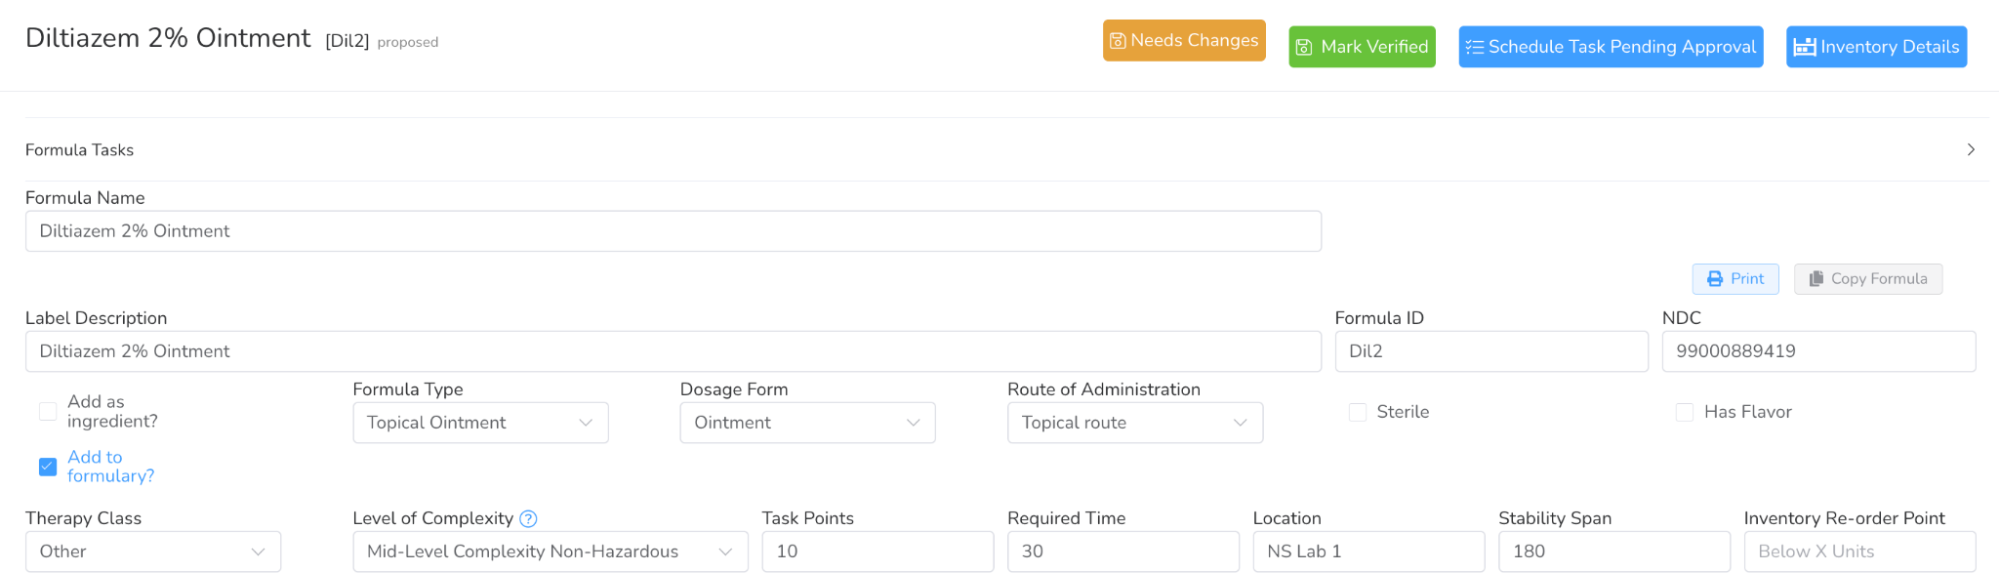 Diltiazem 2% Ointment [Dil2] proposed Needs Changes Mark Verified Schedule Task Pending Approval Inventory Details
Formula Tasks
Formula Name
Diltiazem 2% Ointment
Print Copy Formula
Label Description Formula ID NDC
Diltiazem 2% Ointment Dil2 99000889419
Formula Type Dosage Form Route of Administration
Add as
ingredient?
Topical Ointment Ointment Topical route Sterile Has Flavor
Add to
formulary?
Therapy Class Level of Complexity ? Task Points Required Time Location Stability Span Inventory Re-order Point
Other Mid-Level Complexity Non-Hazardous 10 30 NS Lab 1 180 Below X Units